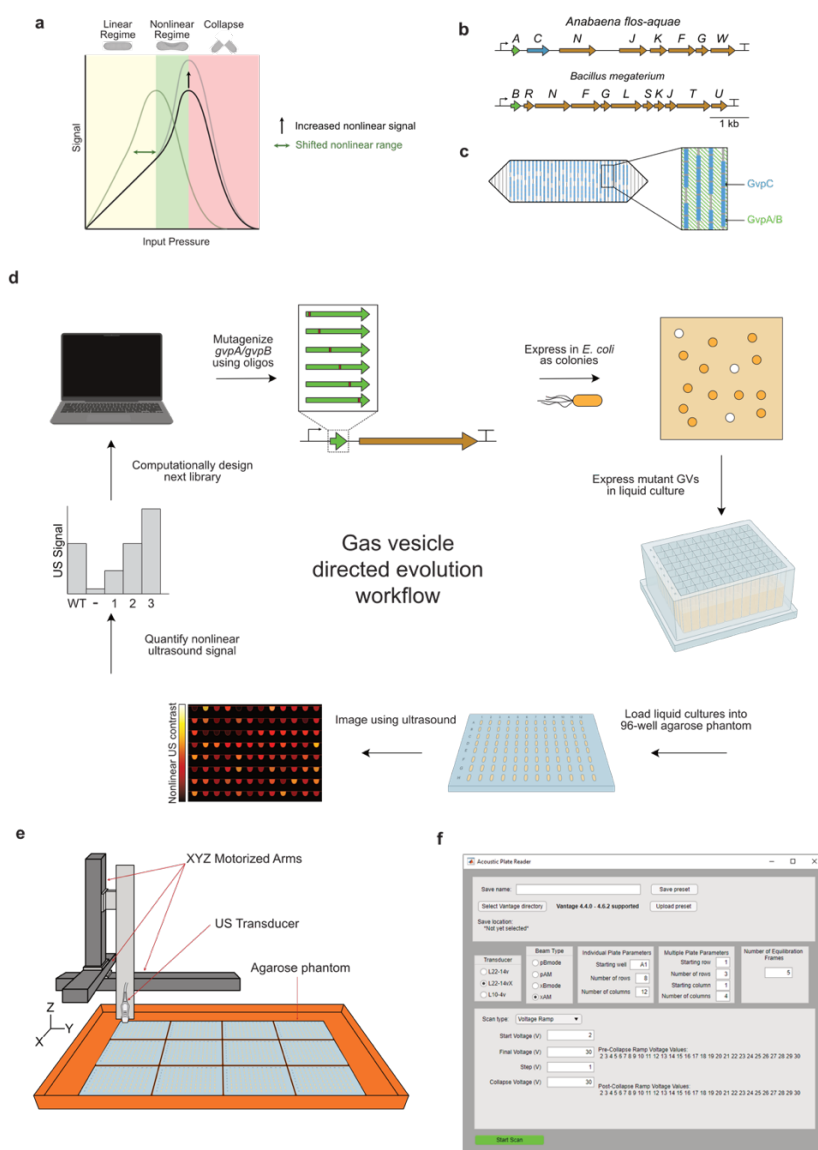 a
Linear
Regime
Nonlinear
Regime
Collapse
Signal
Input Pressure
Increased nonlinear signal
Shifted nonlinear range
b
Anabaena flos-aquae
A C N J K F G W
Bacillus megaterium
B R N F G L S K J T U
1 kb
c
GvpC
GvpA/B
d
Mutagenize
gvpA/gvpB
using oligos
Express in E. coli
as colonies
Express mutant GVs
in liquid culture
Load liquid cultures into
96-well agarose phantom
Image using ultrasound
Nonlinear US contrast
Quantify nonlinear
ultrasound signal
US Signal
WT - 1 2 3
Computationally design
next library
Gas vesicle
directed evolution
workflow
e
XYZ Motorized Arms
US Transducer
Agarose phantom
Z
Y
X
f
Acoustic Plate Reader
Save name:
Save preset
Select Vantage directory
Vantage 4.4.0 - 4.6.2 supported
Upload preset
Save location:
"Not yet selected"
Transducer
L22-14v
L22-14vX
L10-4v
Beam Type
pBmode
pAM
xBmode
xAM
Individual Plate Parameters
Starting well A1
Number of rows 8
Number of columns 12
Multiple Plate Parameters
Starting row 1
Number of rows 3
Starting column 1
Number of columns 4
Number of Equilibration
Frames
5
Scan type: Voltage Ramp
Start Voltage (V) 2
Final Voltage (V) 30
Step (V) 1
Collapse Voltage (V) 30
Pre-Collapse Ramp Voltage Values:
2 3 4 5 6 7 8 9 10 11 12 13 14 15 16 17 18 19 20 21 22 23 24 25 26 27 28 29 30
Post-Collapse Ramp Voltage Values:
2 3 4 5 6 7 8 9 10 11 12 13 14 15 16 17 18 19 20 21 22 23 24 25 26 27 28 29 30
Start Scan